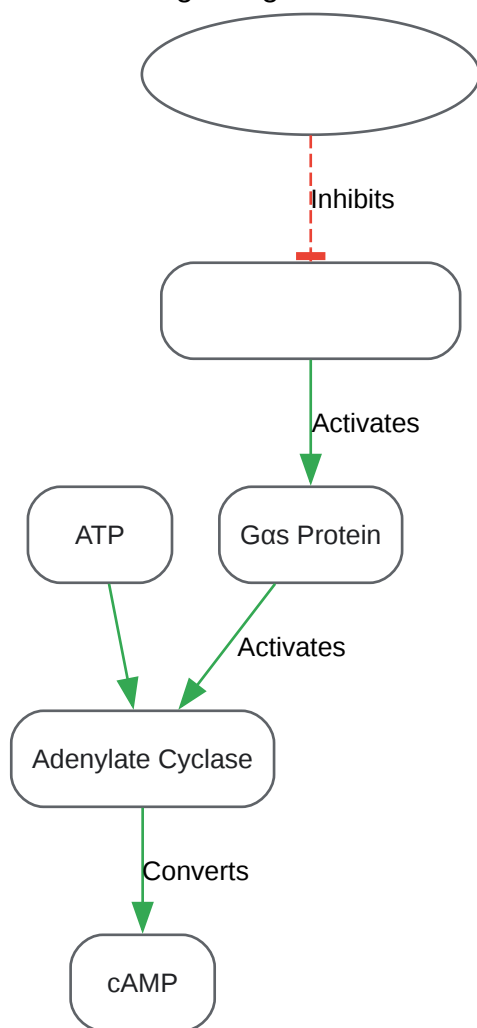 Inhibits
Activates
ATP
Gαs Protein
Activates
Adenylate Cyclase
Converts
cAMP